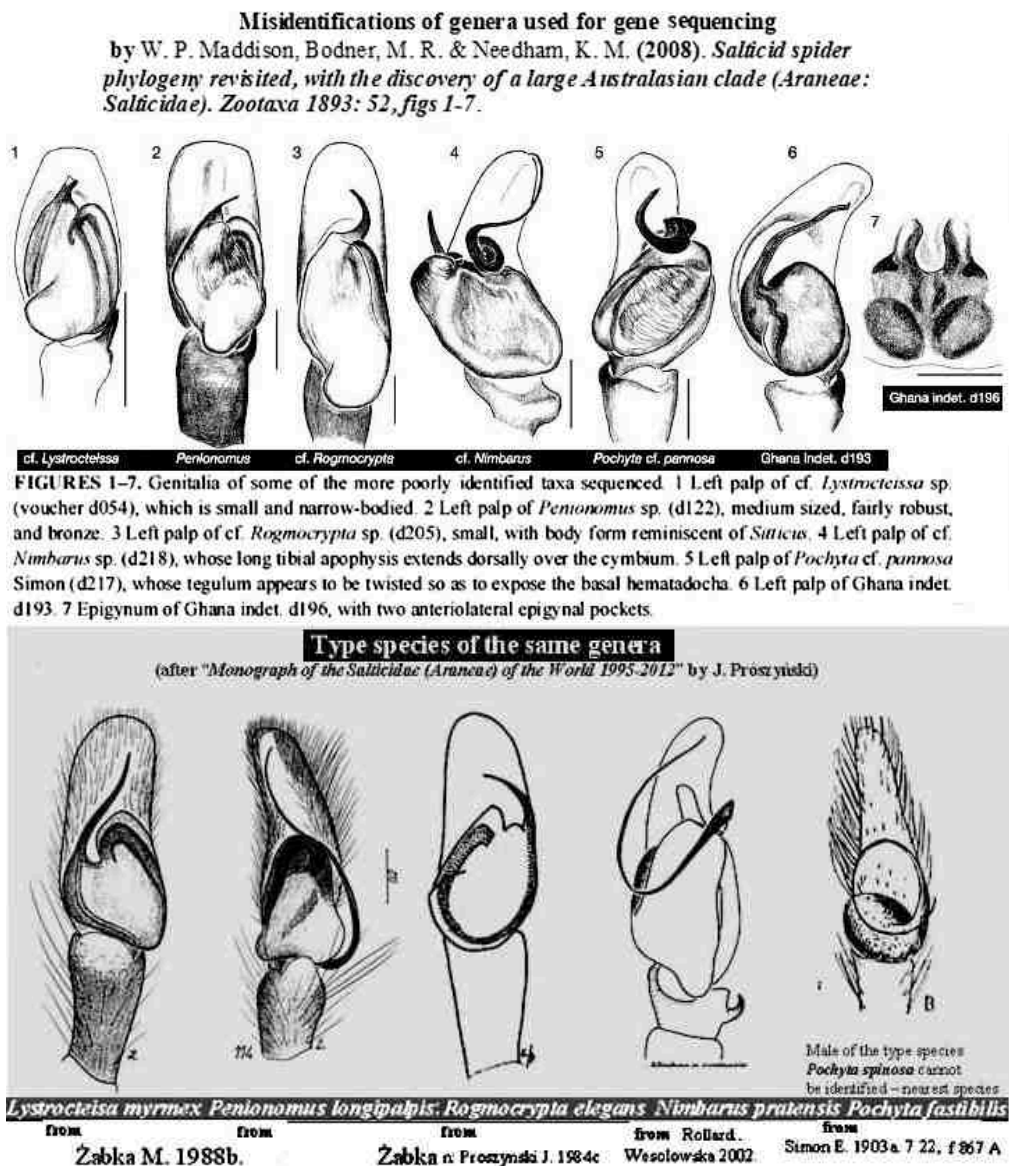 Misidentifications of genera used for gene sequencing
by W. P. Maddison, Bodner, M. R. & Needham, K. M. (2008). Salticid spider
phylogeny revisited, with the discovery of a large Australasian clade (Araneae:
Salticidae). Zootaxa 1893: 52, figs 1-7.
1 2 3 4 5 6 7
Ghana indet. d196
cf. Lystrocteissa Penionomus cf. Rogmocrypta cf. Nimbarus Pochyta cf. pannosa Ghana Indet. d193
FIGURES 1–7. Genitalia of some of the more poorly identified taxa sequenced. 1 Left palp of cf. Lystrocteissa sp.
(voucher d054), which is small and narrow-bodied. 2 Left palp of Penionomus sp. (d122), medium sized, fairly robust,
and bronze. 3 Left palp of cf. Rogmocrypta sp. (d205), small, with body form reminiscent of Sitticus. 4 Left palp of cf.
Nimbarus sp. (d218), whose long tibial apophysis extends dorsally over the cymbium. 5 Left palp of Pochyta cf. pannosa
Simon (d217), whose tegulum appears to be twisted so as to expose the basal hematadocha. 6 Left palp of Ghana indet.
d193. 7 Epigynum of Ghana indet. d196, with two anteriolateral epigynal pockets.
Type species of the same genera
(after "Monograph of the Salticidae (Araneae) of the World 1995-2012" by J. Prószyński)
2
114 2
B
Male of the type species
Pochyta spinosa cannot
be identified – nearest species
Lystrocteisa myrmex Penionomus longipalpis: Rogmocrypta elegans Nimbarus pratensis Pochyta fastibilis
from from from from Rollard. from
Żabka M. 1988b. Żabka n: Proszynski J. 1984c Wesolowska 2002. Simon E. 1903a 7 22, f 867 A